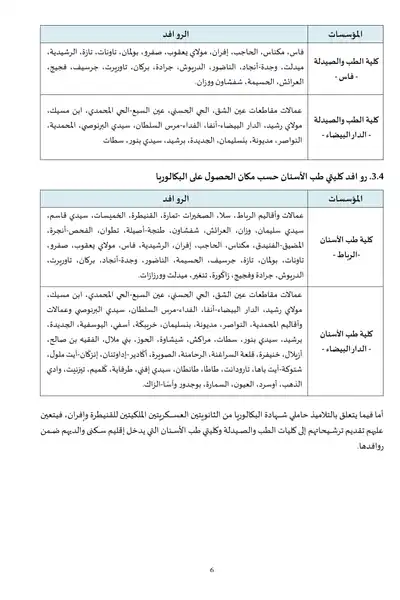 المؤسسات	الروافد
كلية الطب والصيدلة
- فاس -
فاس، مكناس، الحاجب، إفران، مولاي يعقوب، صفرو، بولمان، تاونات، تازة، الرشيدية،
ميدلت، وجدة-أنجاد، الناضور، الدريوش، جرادة، بركان، تاوريرت، جرسيف، فجيج،
العرائش، الحسيمة، شفشاون ووزان.
كلية الطب والصيدلة
- الدار البيضاء -
عمالات مقاطعات عين الشق، الحي الحسني، عين السبع-الحي المحمدي، ابن مسيك،
مولاي رشيد، الدار البيضاء-أنفا، الفداء-مرس السلطان، سيدي البرنوصي، المحمدية،
النواصر، مديونة، بنسليمان، الجديدة، برشيد، سيدي بنور، سطات
3.4. روافد كليتي طب الأسنان حسب مكان الحصول على البكالوريا
المؤسسات	الروافد
كلية طب الأسنان
-الرباط -
عمالات وأقاليم الرباط، سلا، الصخيرات -تمارة، القنيطرة، الخميسات، سيدي قاسم،
سيدي سليمان، وزان، العرائش، شفشاون، طنجة-أصيلة، تطوان، الفحص-أنجرة،
المضيق-الفنيدق، مكناس، الحاجب، إفران، الرشيدية، فاس، مولاي يعقوب، صفرو،
تاونات، بولمان، تازة، جرسيف، الحسيمة، الناضور، وجدة-أنجاد، بركان، تاوريرت،
الدريوش، جرادة وفجيج، زاكورة، تنغير، ميدلت وورزازات.
كلية طب الأسنان
- الدار البيضاء -
عمالات مقاطعات عين الشق، الحي الحسني، عين السبع-الحي المحمدي، ابن مسيك،
مولاي رشيد، الدار البيضاء-أنفا، الفداء-مرس السلطان، سيدي البرنوصي وعمالات
وأقاليم المحمدية، النواصر، مديونة، بنسليمان، خريبكة، آسفي، اليوسفية، الجديدة،
برشيد، سيدي بنور، سطات، مراكش، شيشاوة، الحوز، بني ملال، الفقيه بن صالح،
أزيلال، خنيفرة، قلعة السراغنة، الرحامنة، الصويرة، أكادير-إداوتنان، إنزكان-آيت ملول،
شتوكة-آيت باها، تارودانت، طاطا، طانطان، سيدي إفني، طرفاية، كلميم، تيزنيت، وادي
الذهب، أوسرد، العيون، السمارة، بوجدور وآسا-الزاك.
أما فيما يتعلق بالتلاميذ حاملي شهادة البكالوريا من الثانويتين العسكريتين الملكيتين للقنيطرة وإفران، فيتعين
عليهم تقديم ترشيحاتهم إلى كليات الطب والصيدلة وكليتي طب الأسنان التي يدخل إقليم سكنى والديهم ضمن
روافدها.
6